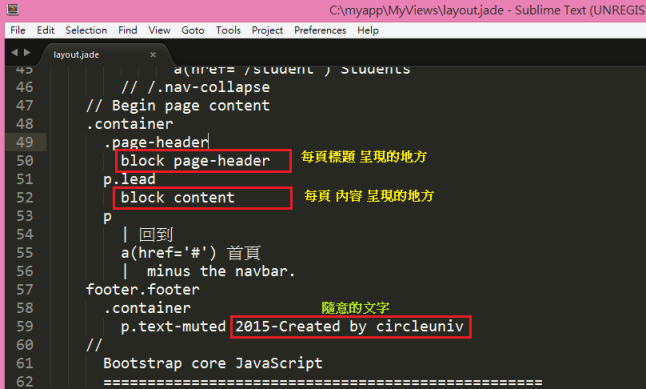 C:\myapp\MyViews\layout.jade - Sublime Text (UNREGIS
File Edit Selection Find View Goto Tools Project Preferences Help
layout.jade ×
45 a(href='/student') Students
46 // /.nav-collapse
47 // Begin page content
48 .container
49 .page-header
50 block page-header 每頁標題 呈現的地方
51 p.lead
52 block content 每頁 內容 呈現的地方
53 p
54 | 回到
55 a(href='#') 首頁
56 | minus the navbar.
57 footer.footer
58 .container 隨意的文字
59 p.text-muted 2015-Created by circleuniv
60 //
61 Bootstrap core JavaScript
62 ==================================================